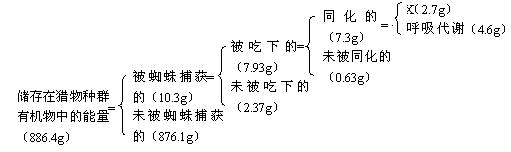 储存在猎物种群
有机物中的能量=
(886.4g)
被蜘蛛捕获
的(10.3g)=
未被蜘蛛捕获
的(876.1g)
被吃下的=
(7.93g)
未被吃下的
(2.37g)
同化的
(7.3g)=
未被同化的
(0.63g)
X(2.7g)
呼吸代谢(4.6g)